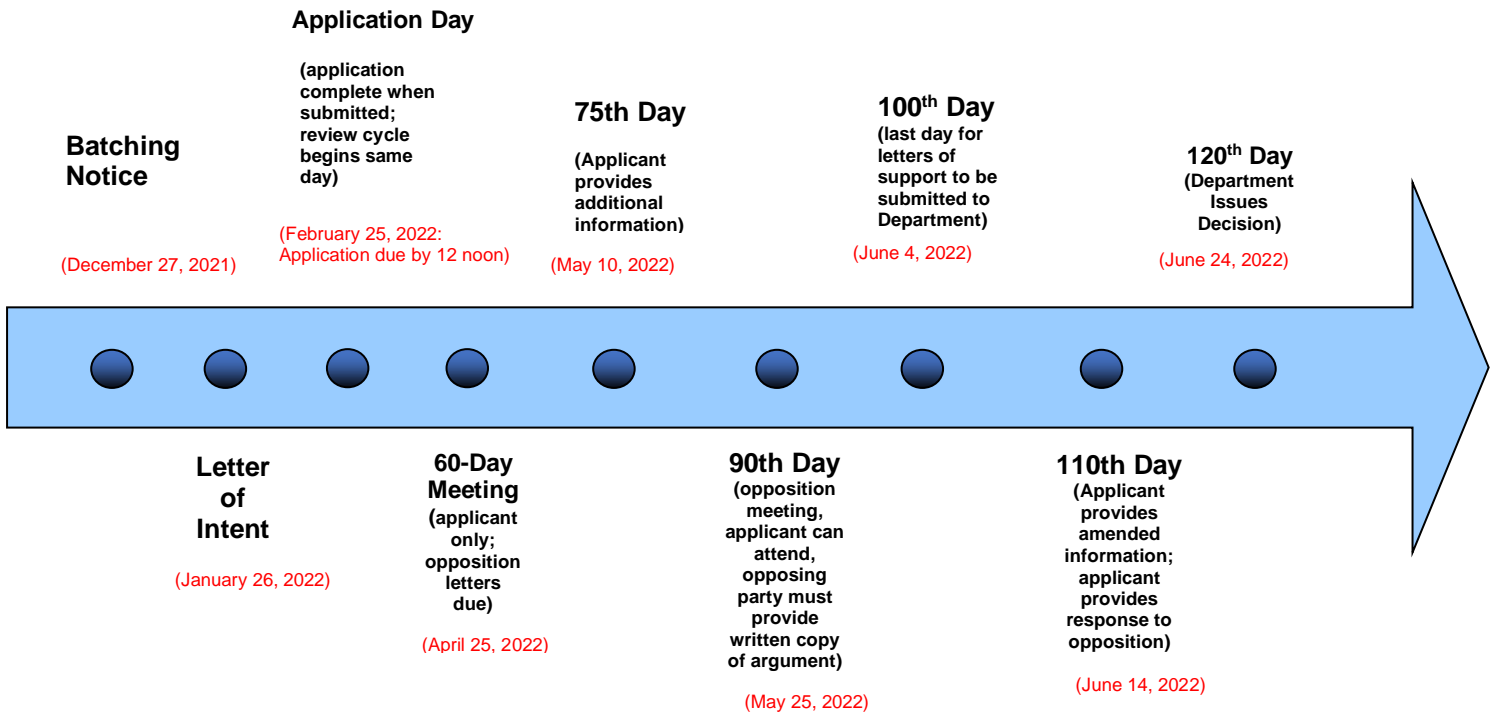 Batching
Notice
(December 27, 2021)
Letter
of
Intent
(January 26, 2022)
Application Day
(application
complete when
submitted;
review cycle
begins same
day)
(February 25, 2022:
Application due by 12 noon)
60-Day
Meeting
(applicant
only;
opposition
letters
due)
(April 25, 2022)
75th Day
(Applicant
provides
additional
information)
(May 10, 2022)
90th Day
(opposition
meeting,
applicant can
attend,
opposing
party must
provide
written copy
of argument)
(May 25, 2022)
100th Day
(last day for
letters of
support to be
submitted to
Department)
(June 4, 2022)
110th Day
(Applicant
provides
amended
information;
applicant
provides
response to
opposition)
(June 14, 2022)
120th Day
(Department
Issues
Decision)
(June 24, 2022)